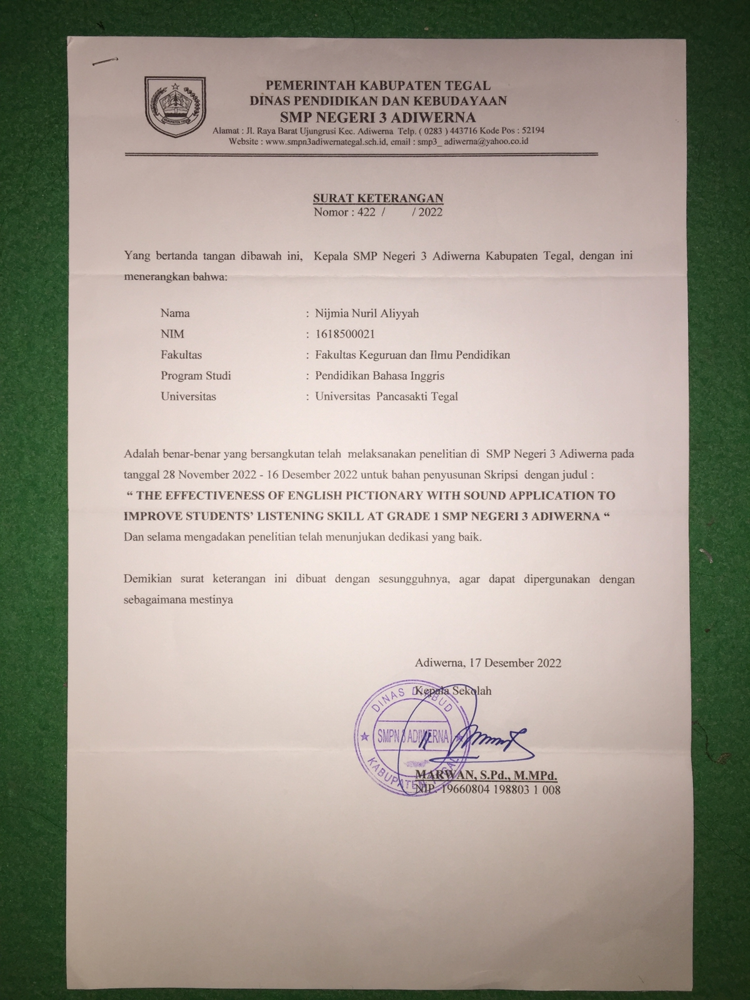 PEMERINTAH KABUPATEN TEGAL
DINAS PENDIDIKAN DAN KEBUDAYAAN
SMP NEGERI 3 ADIWERNA
Alamat : Jl. Raya Barat Ujungrusi Kec. Adiwerna Telp. ( 0283 ) 443716 Kode Pos : 52194
Website : www.smpn3adiwernategal.sch.id, email : smp3_ adiwerna@yahoo.co.id
KABUPATEN TEGAL
SURAT KETERANGAN
Nomor : 422 / / 2022
Yang bertanda tangan dibawah ini, Kepala SMP Negeri 3 Adiwerna Kabupaten Tegal, dengan ini
menerangkan bahwa:
Nama : Nijmia Nuril Aliyyah
NIM : 1618500021
Fakultas : Fakultas Keguruan dan Ilmu Pendidikan
Program Studi : Pendidikan Bahasa Inggris
Universitas : Universitas Pancasakti Tegal
Adalah benar-benar yang bersangkutan telah melaksanakan penelitian di SMP Negeri 3 Adiwerna pada
tanggal 28 November 2022 - 16 Desember 2022 untuk bahan penyusunan Skripsi dengan judul :
“ THE EFFECTIVENESS OF ENGLISH PICTIONARY WITH SOUND APPLICATION TO
IMPROVE STUDENTS’ LISTENING SKILL AT GRADE 1 SMP NEGERI 3 ADIWERNA “
Dan selama mengadakan penelitian telah menunjukan dedikasi yang baik.
Demikian surat keterangan ini dibuat dengan sesungguhnya, agar dapat dipergunakan dengan
sebagaimana mestinya
Adiwerna, 17 Desember 2022
Kepala Sekolah
DINAS DIKBUD
SMPN 3 ADIWERNA
KABUPATEN TEGAL
MARWAN, S.Pd., M.MPd.
NIP. 19660804 198803 1 008